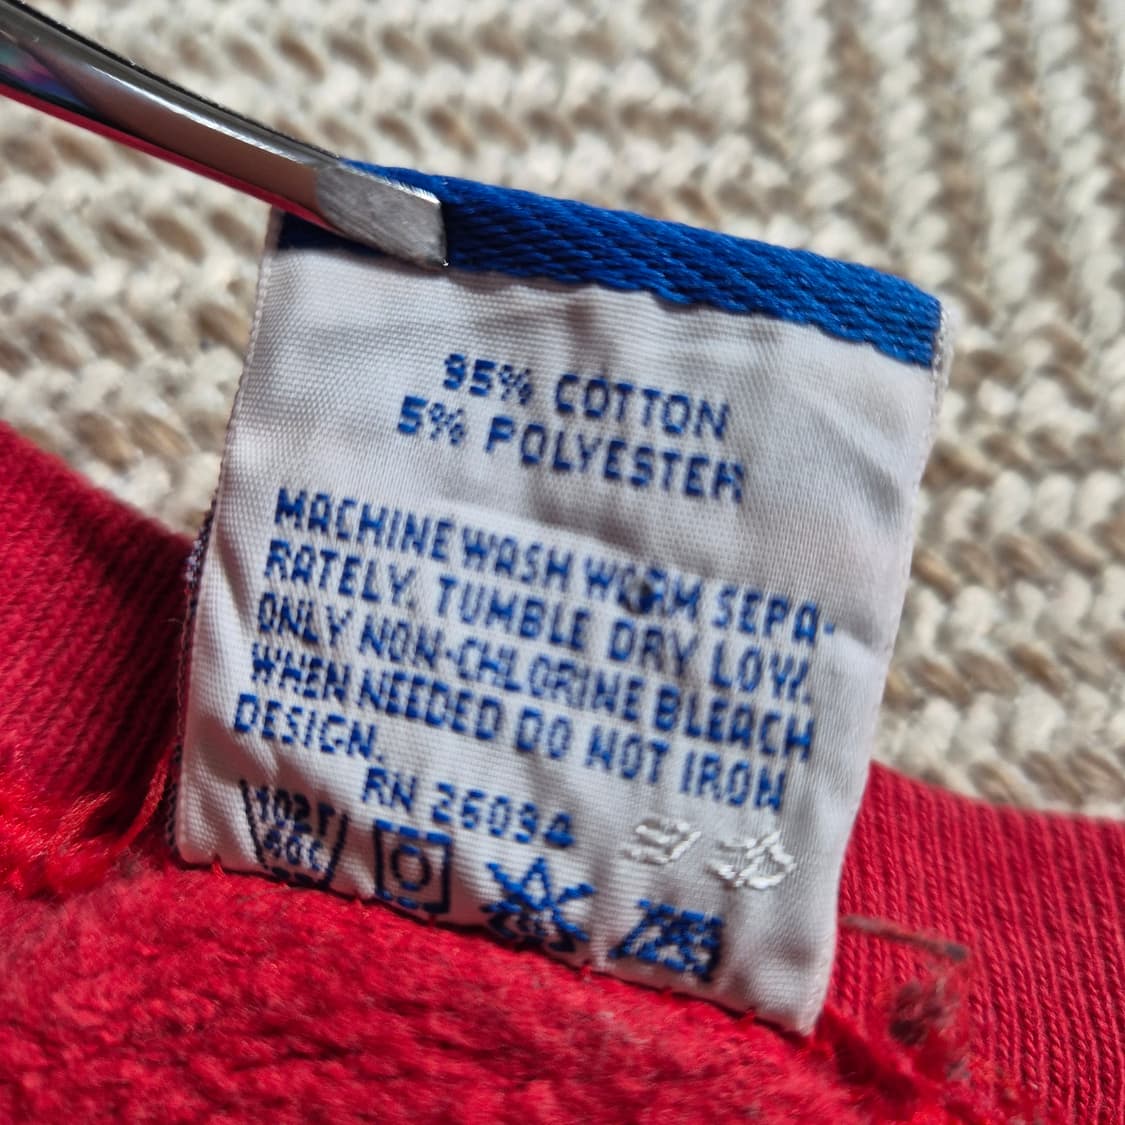 95% COTTON
5% POLYESTER
MACHINE WASH WARM SEPA-
RATELY. TUMBLE DRY LOW.
ONLY NON-CHLORINE BLEACH
WHEN NEEDED DO NOT IRON
DESIGN.
RN 26094